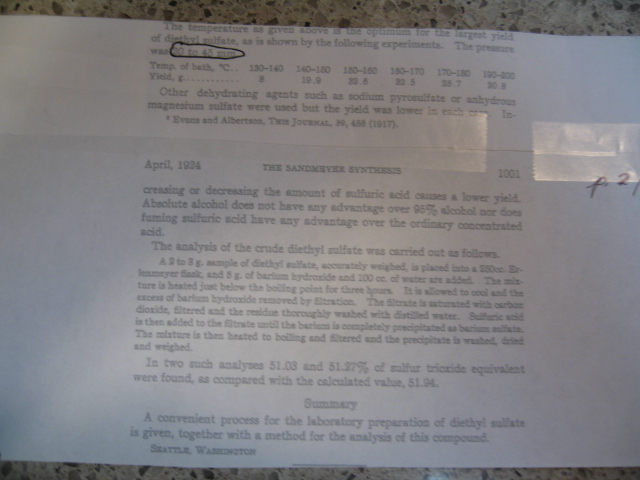 The temperature as given above is the optimum for the largest yield
of diethyl sulfate, as is shown by the following experiments. The pressure
was to 45 mm.
Temp. of bath, °C.. 130-140 140-150 150-160 160-170 170-180 190-200
Yield, g............ 8 19.9 32.5 25.7 20.8
Other dehydrating agents such as sodium pyrosulfate or anhydrous
magnesium sulfate were used but the yield was lower in each case. In-
Evans and Albertson, THIS JOURNAL, 39, 456 (1917).
April, 1924 THE SANDMEYER SYNTHESIS 1001
p. 2
creasing or decreasing the amount of sulfuric acid causes a lower yield.
Absolute alcohol does not have any advantage over 95% alcohol nor does
fuming sulfuric acid have any advantage over the ordinary concentrated
acid.
The analysis of the crude diethyl sulfate was carried out as follows.
A 2 to 3 g. sample of diethyl sulfate, accurately weighed, is placed into a 250cc. Er-
lenmeyer flask, and 5 g. of barium hydroxide and 100 cc. of water are added. The mix-
ture is heated just below the boiling point for three hours. It is allowed to cool and the
excess of barium hydroxide removed by filtration. The filtrate is saturated with carbon
dioxide, filtered and the residue thoroughly washed with distilled water. Sulfuric acid
is then added to the filtrate until the barium is completely precipitated as barium sulfate.
The mixture is then heated to boiling and filtered and the precipitate is washed, dried
and weighed.
In two such analyses 51.03 and 51.27% of sulfur trioxide equivalent
were found, as compared with the calculated value, 51.94.
Summary
A convenient process for the laboratory preparation of diethyl sulfate
is given, together with a method for the analysis of this compound.
SEATTLE, WASHINGTON